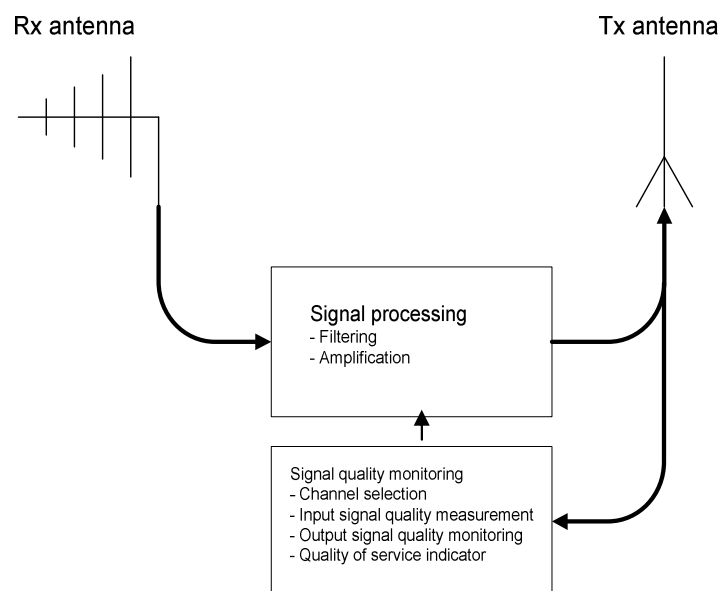 Rx antenna
Tx antenna
Signal processing
- Filtering
- Amplification
Signal quality monitoring
- Channel selection
- Input signal quality measurement
- Output signal quality monitoring
- Quality of service indicator